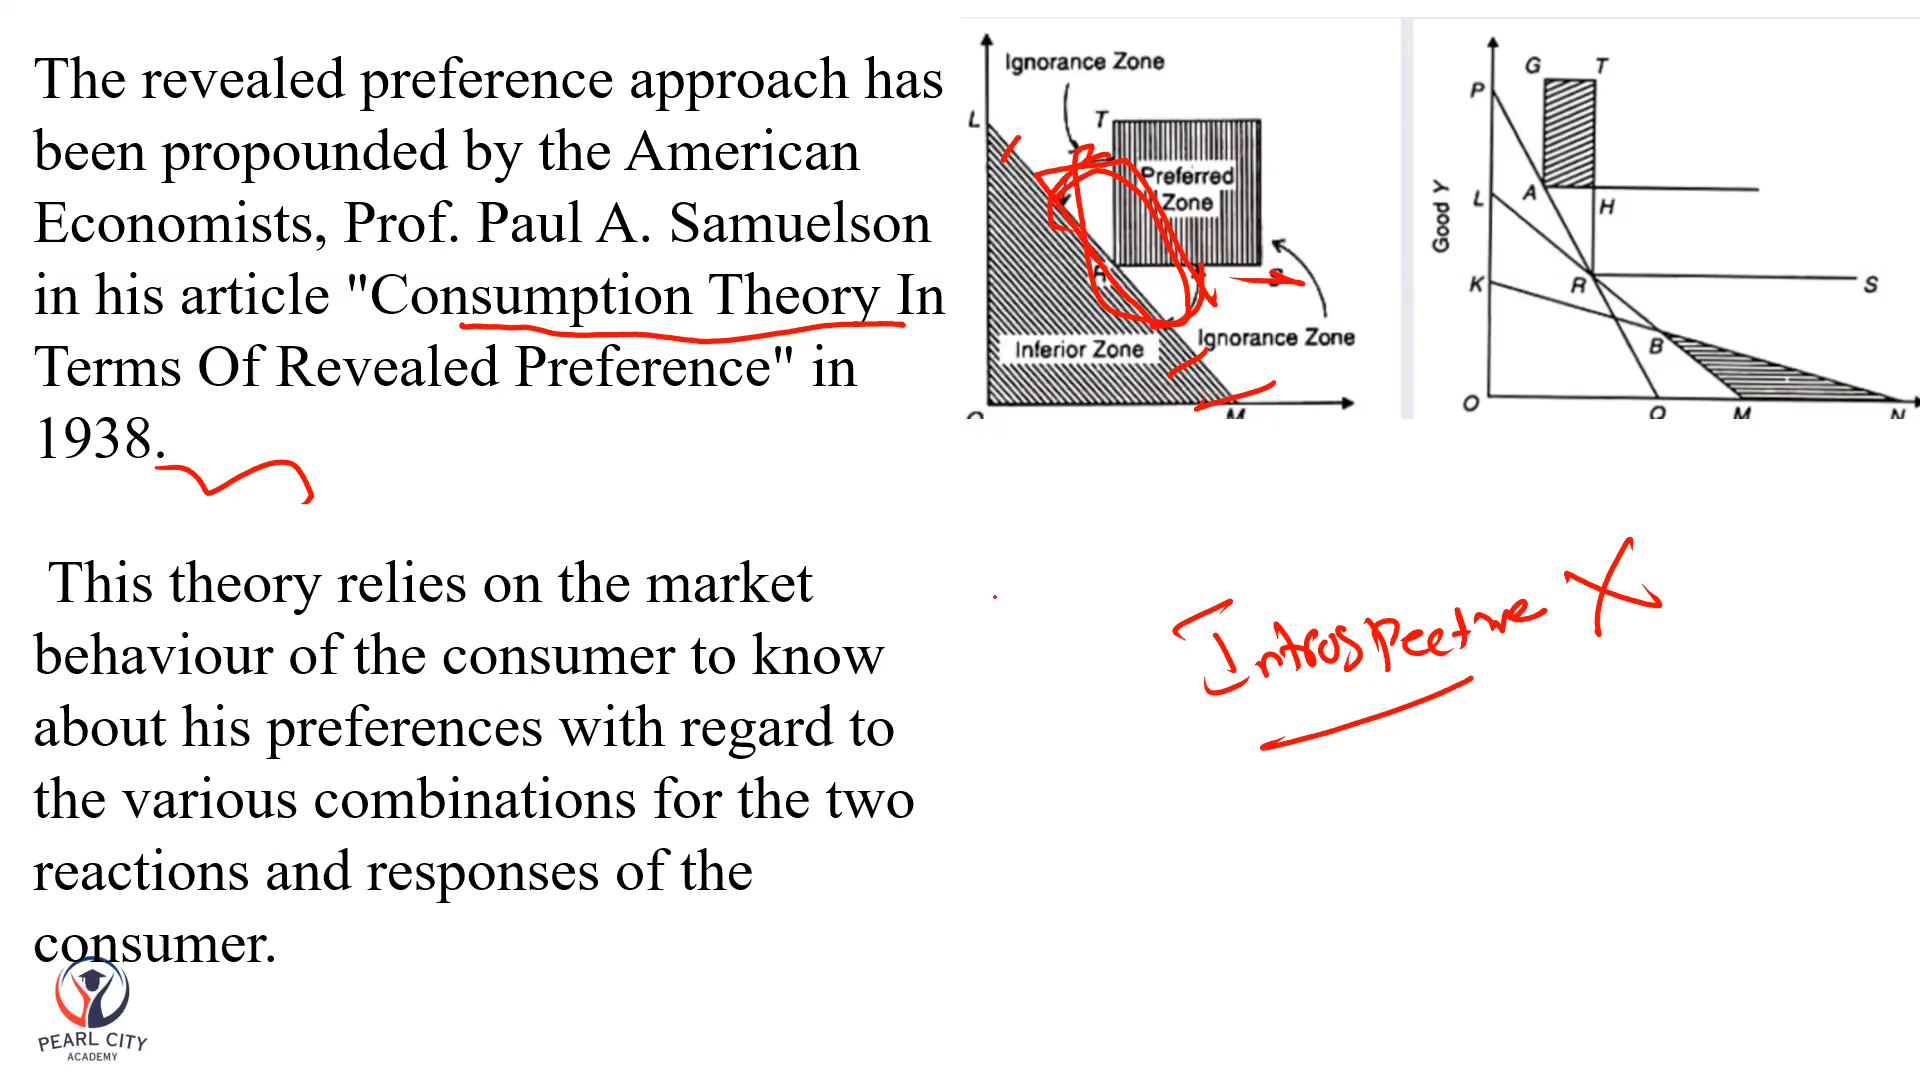 The revealed preference approach has
been propounded by the American
Economists, Prof. Paul A. Samuelson
in his article "Consumption Theory In
Terms Of Revealed Preference" in
1938.
This theory relies on the market
behaviour of the consumer to know
about his preferences with regard to
the various combinations for the two
reactions and responses of the
consumer.
PEARL CITY
ACADEMY
Ignorance Zone
L
T
Preferred
Zone
R
S
Ignorance Zone
Inferior Zone
O
M
G T
P
Good Y
A
L
H
K
R
S
B
O
Q M N
Introspective X